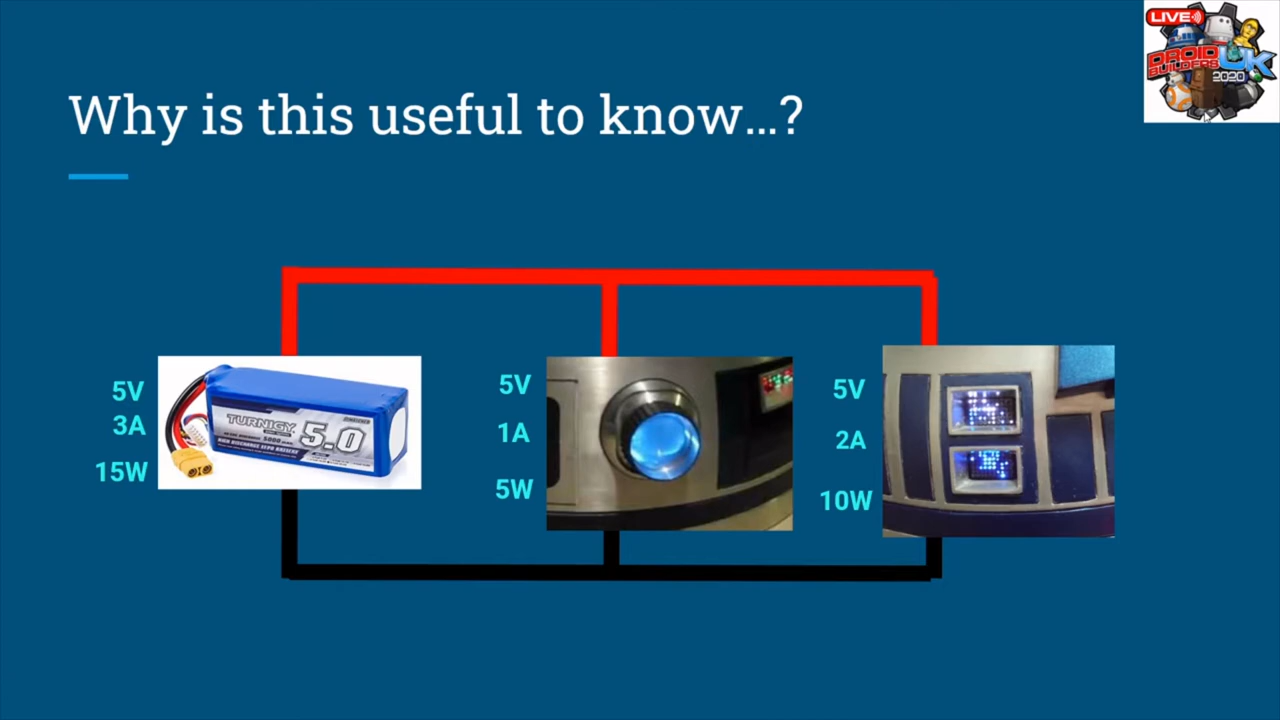 LIVE
DROID
BUILDERS UK
2020
Why is this useful to know...?
5V
3A
15W
TURNIGY
5.0
5V
1A
5W
5V
2A
10W